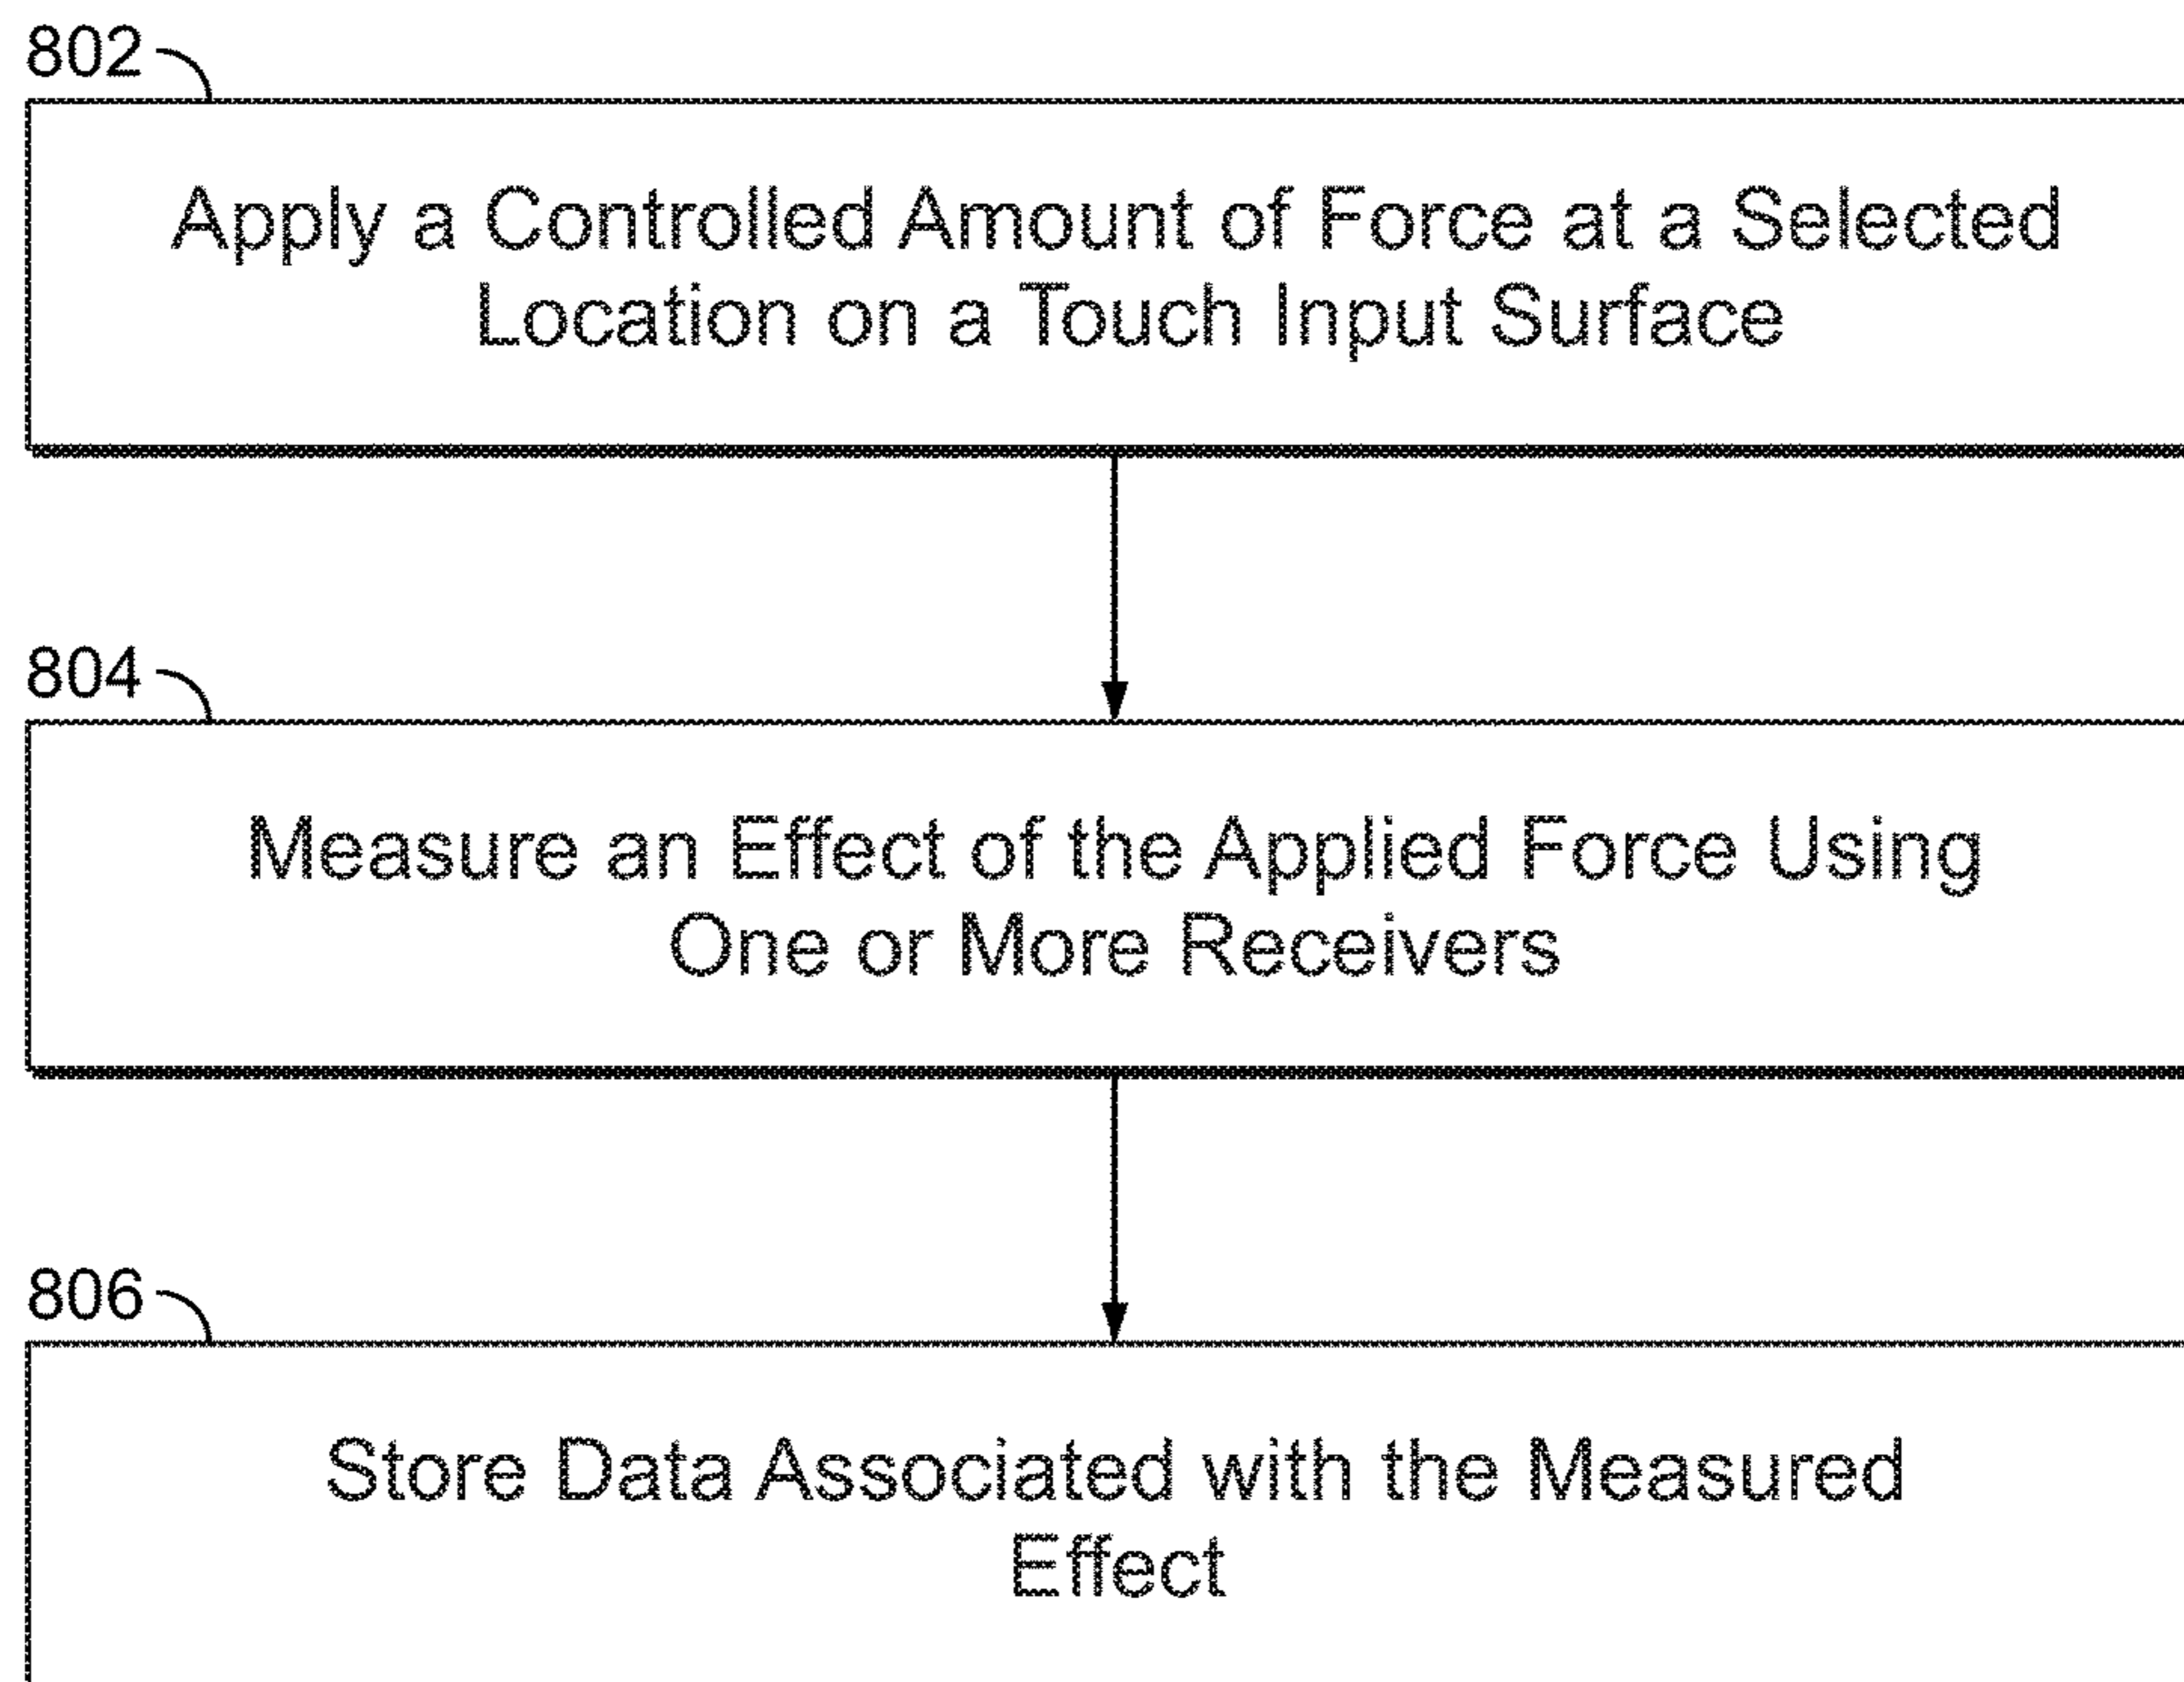 802
Apply a Controlled Amount of Force at a Selected
Location on a Touch Input Surface
804
Measure an Effect of the Applied Force Using
One or More Receivers
806
Store Data Associated with the Measured
Effect